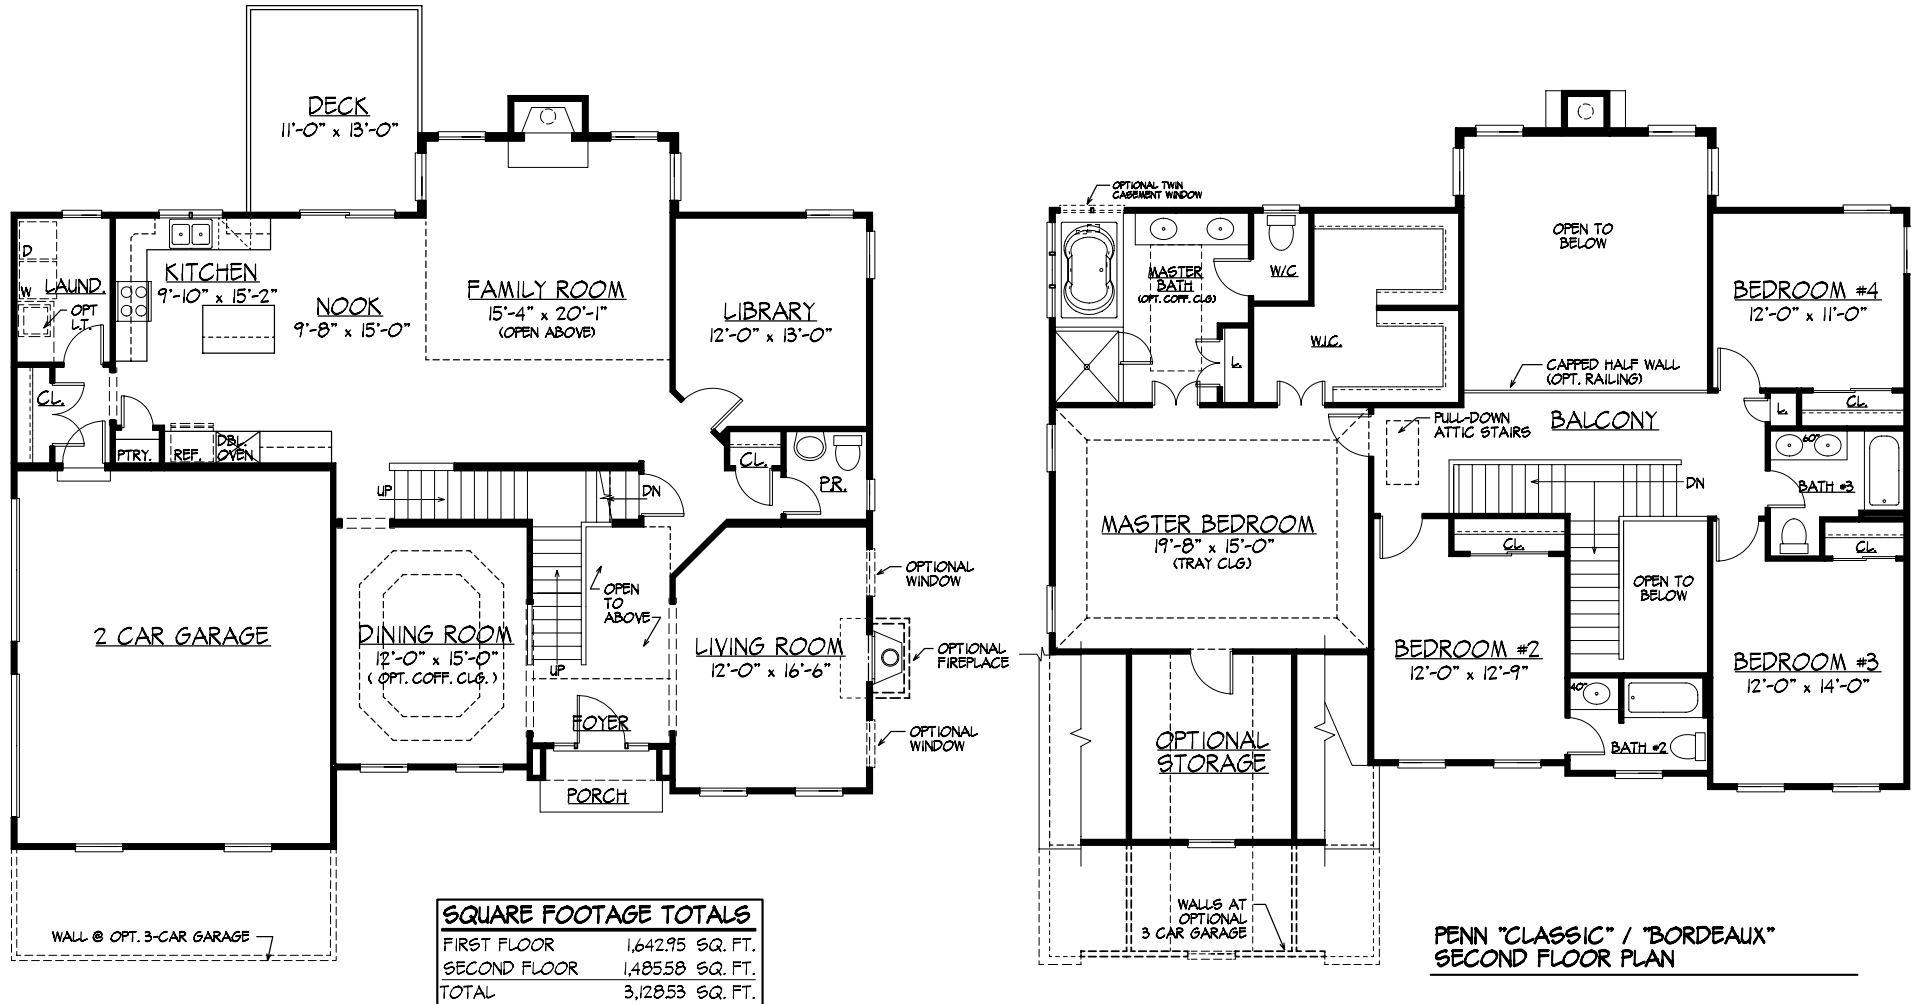 DECK
11'-0" x 13'-0"
D
W
LAUND.
OPT
L.T.
KITCHEN
9'-10" x 15'-2"
NOOK
9'-8" x 15'-0"
FAMILY ROOM
15'-4" x 20'-1"
(OPEN ABOVE)
LIBRARY
12'-0" x 13'-0"
CL.
PTRY.
REF.
DBL.
OVEN
UP
DN
CL.
P.R.
2 CAR GARAGE
DINING ROOM
12'-0" x 15'-0"
( OPT. COFF. CLG. )
OPEN
TO
ABOVE
UP
FOYER
PORCH
LIVING ROOM
12'-0" x 16'-6"
OPTIONAL
WINDOW
OPTIONAL
FIREPLACE
OPTIONAL
WINDOW
WALL @ OPT. 3-CAR GARAGE
SQUARE FOOTAGE TOTALS
FIRST FLOOR 1,642.95 SQ. FT.
SECOND FLOOR 1,485.58 SQ. FT.
TOTAL 3,128.53 SQ. FT.
OPTIONAL TWIN
CASEMENT WINDOW
MASTER
BATH
(OPT. COFF. CLG)
W/C
W.I.C.
L.
OPEN TO
BELOW
BEDROOM #4
12'-0" x 11'-0"
CAPPED HALF WALL
(OPT. RAILING)
PULL-DOWN
ATTIC STAIRS
BALCONY
L.
CL.
60"
BATH #3
DN
MASTER BEDROOM
19'-8" x 15'-0"
(TRAY CLG)
CL.
CL.
OPEN TO
BELOW
BEDROOM #2
12'-0" x 12'-9"
BEDROOM #3
12'-0" x 14'-0"
40"
BATH #2
OPTIONAL
STORAGE
WALLS AT
OPTIONAL
3 CAR GARAGE
PENN "CLASSIC" / "BORDEAUX"
SECOND FLOOR PLAN